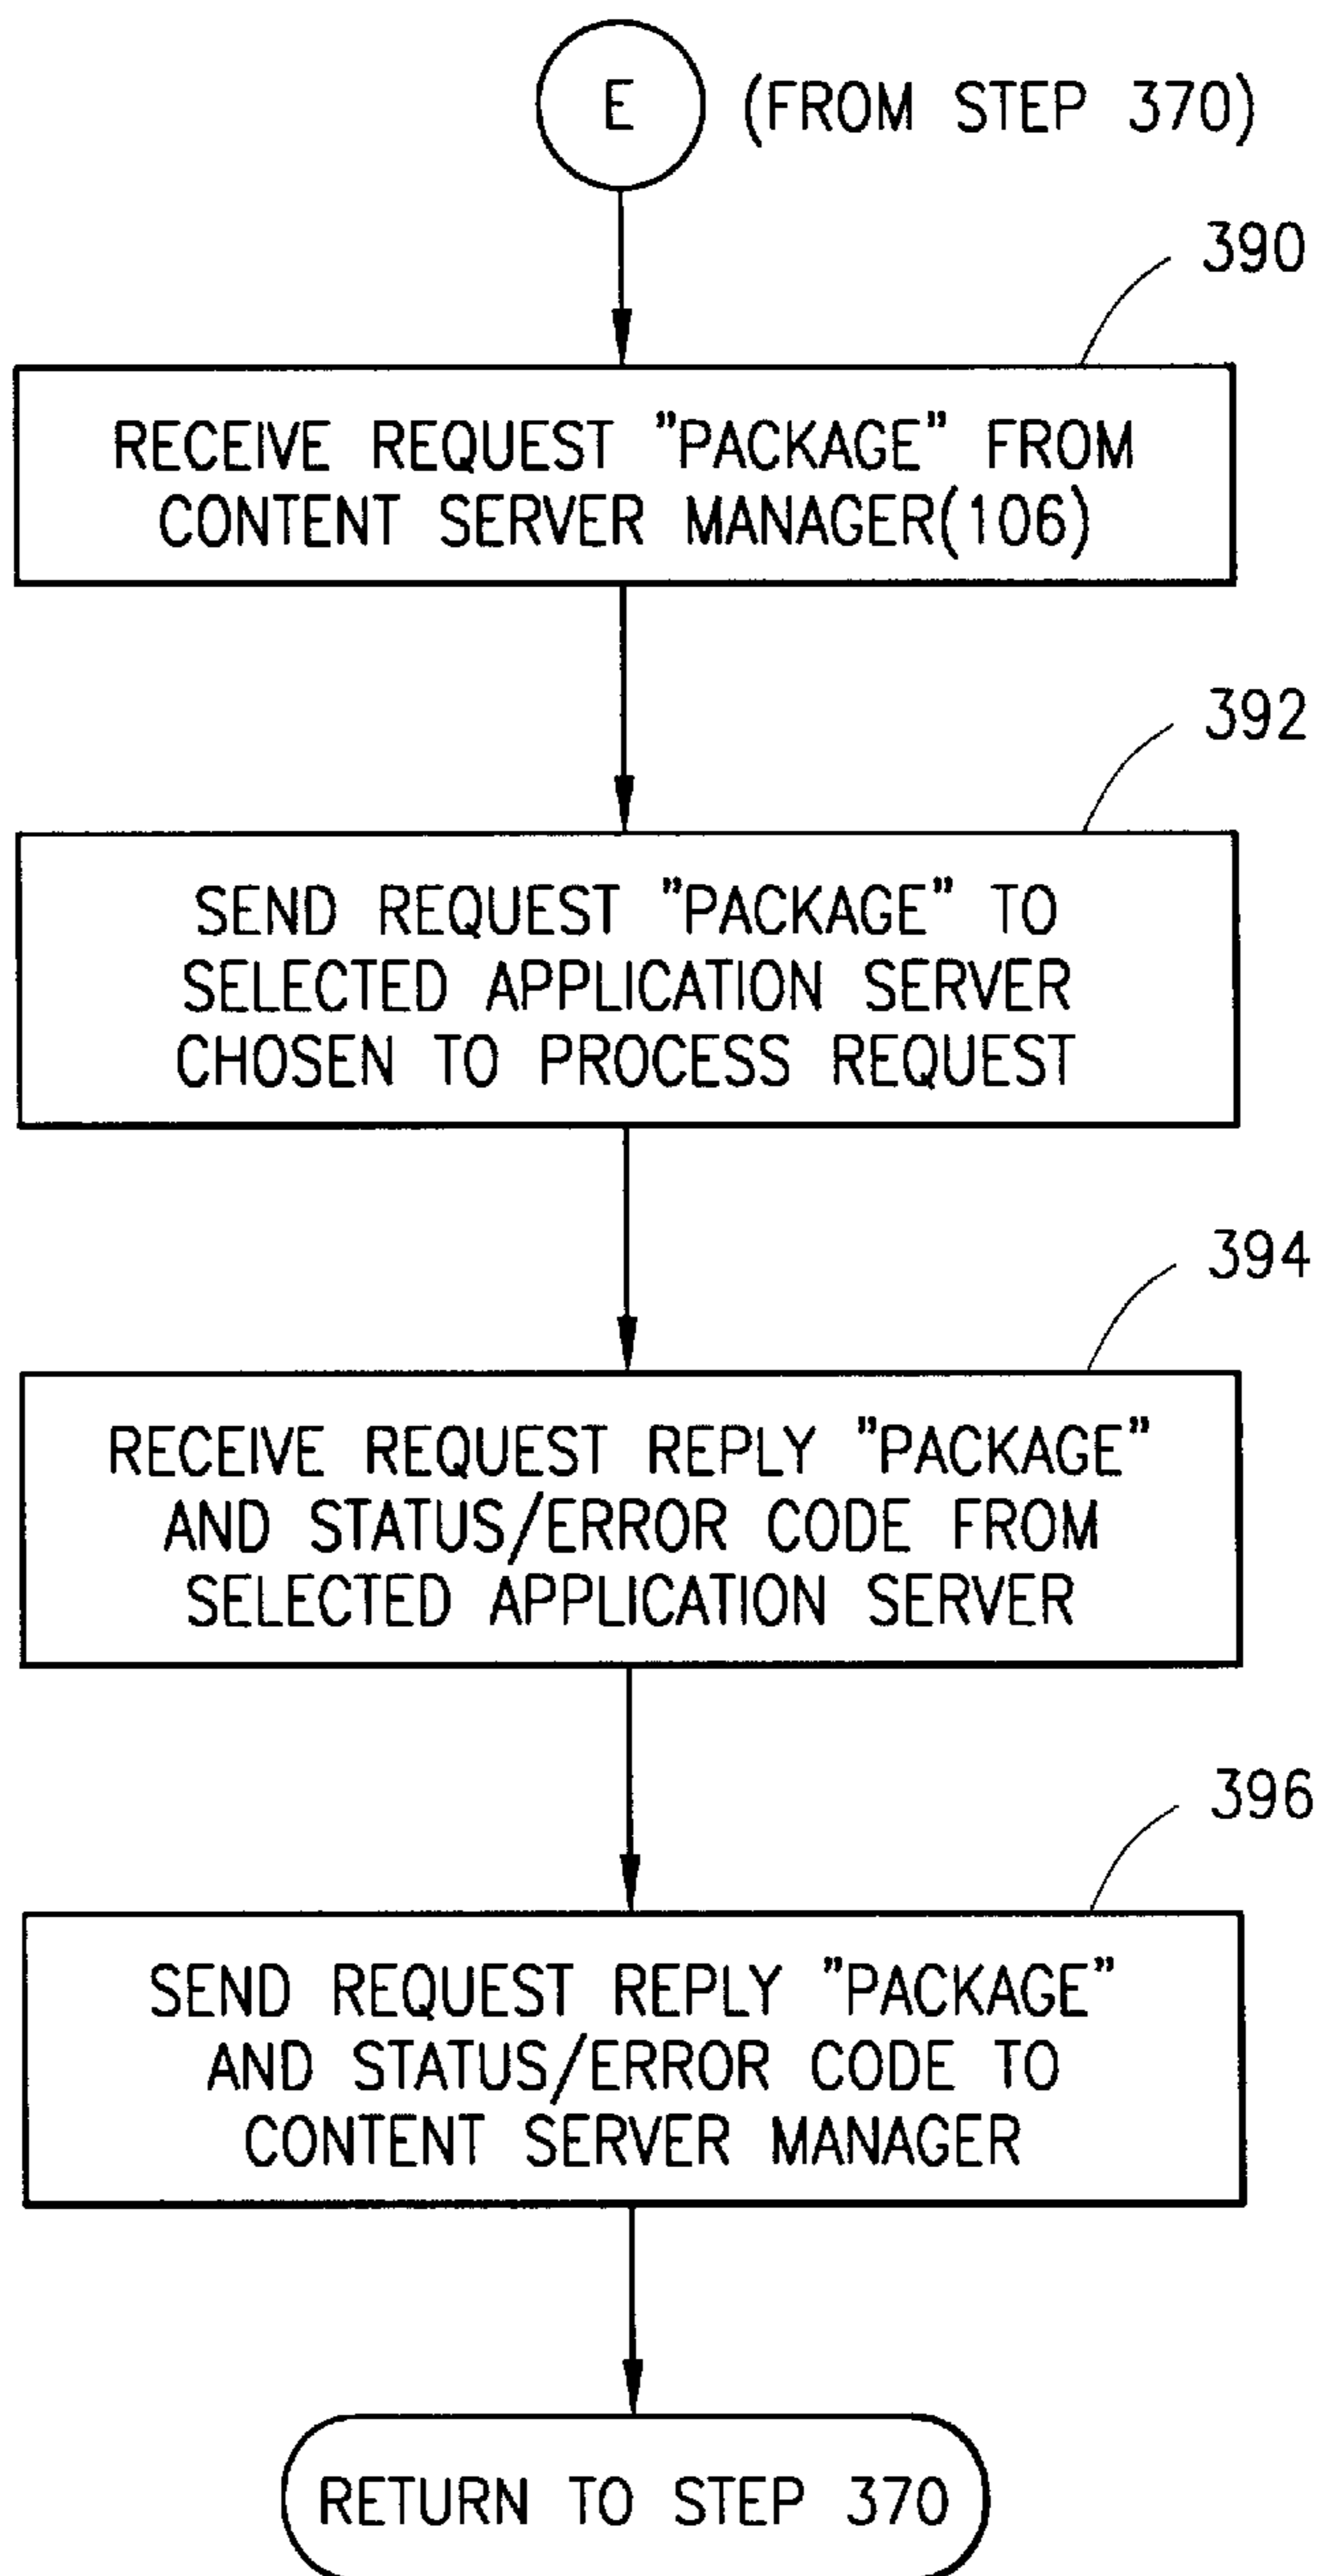 E (FROM STEP 370)
390
RECEIVE REQUEST "PACKAGE" FROM
CONTENT SERVER MANAGER(106)
392
SEND REQUEST "PACKAGE" TO
SELECTED APPLICATION SERVER
CHOSEN TO PROCESS REQUEST
394
RECEIVE REQUEST REPLY "PACKAGE"
AND STATUS/ERROR CODE FROM
SELECTED APPLICATION SERVER
396
SEND REQUEST REPLY "PACKAGE"
AND STATUS/ERROR CODE TO
CONTENT SERVER MANAGER
RETURN TO STEP 370